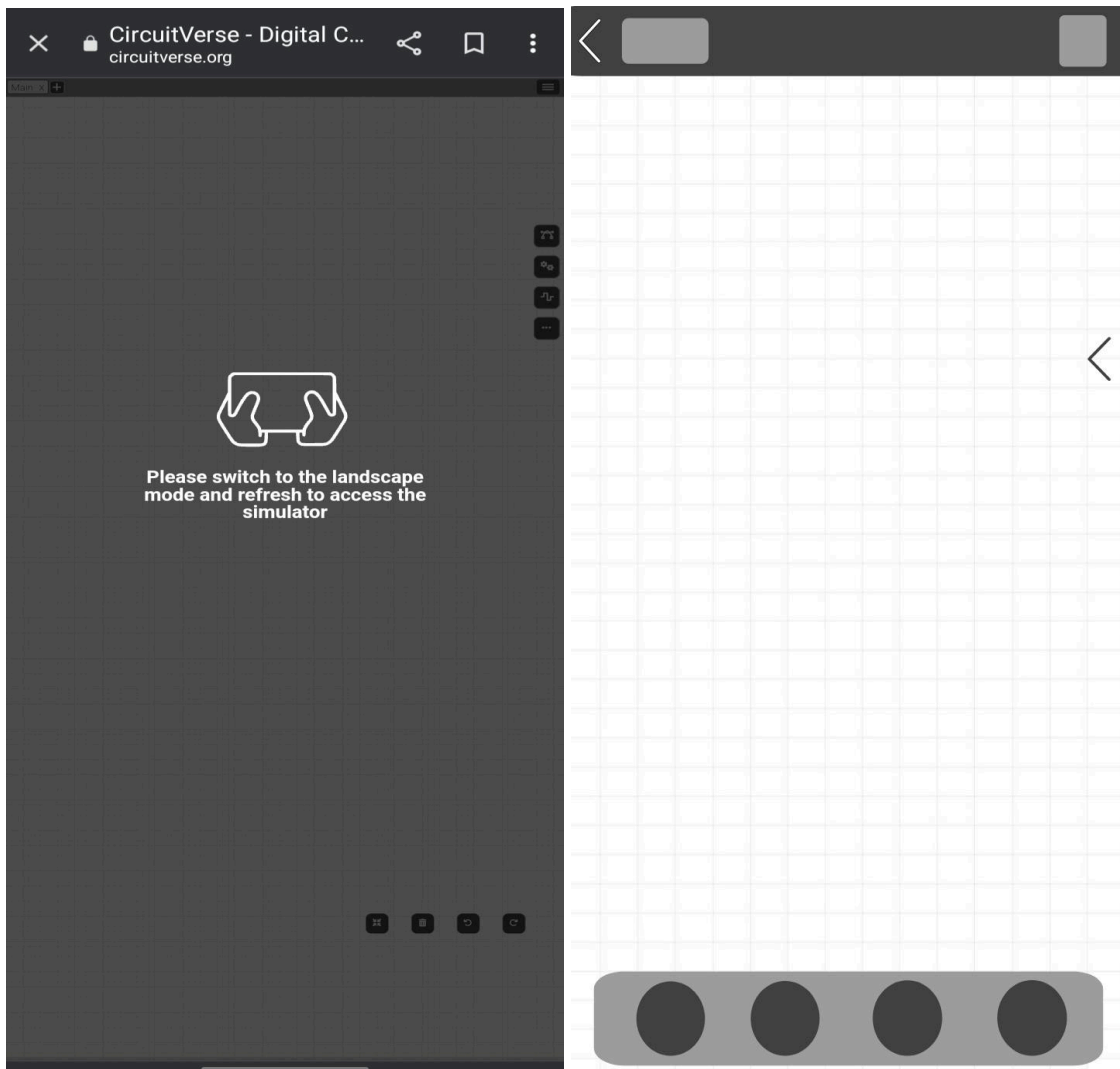 CircuitVerse - Digital C...
circuitverse.org
Main
Please switch to the landscape
mode and refresh to access the
simulator